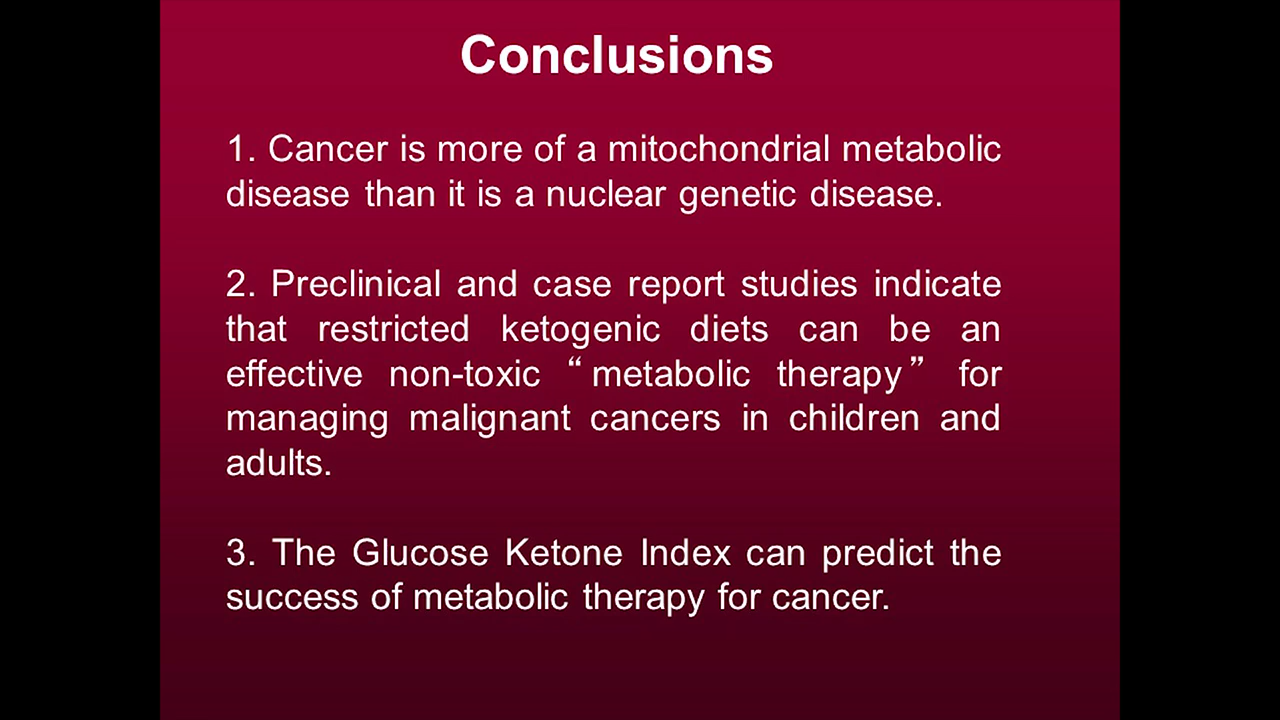 Conclusions
1. Cancer is more of a mitochondrial metabolic
disease than it is a nuclear genetic disease.
2. Preclinical and case report studies indicate
that restricted ketogenic diets can be an
effective non-toxic “metabolic therapy” for
managing malignant cancers in children and
adults.
3. The Glucose Ketone Index can predict the
success of metabolic therapy for cancer.